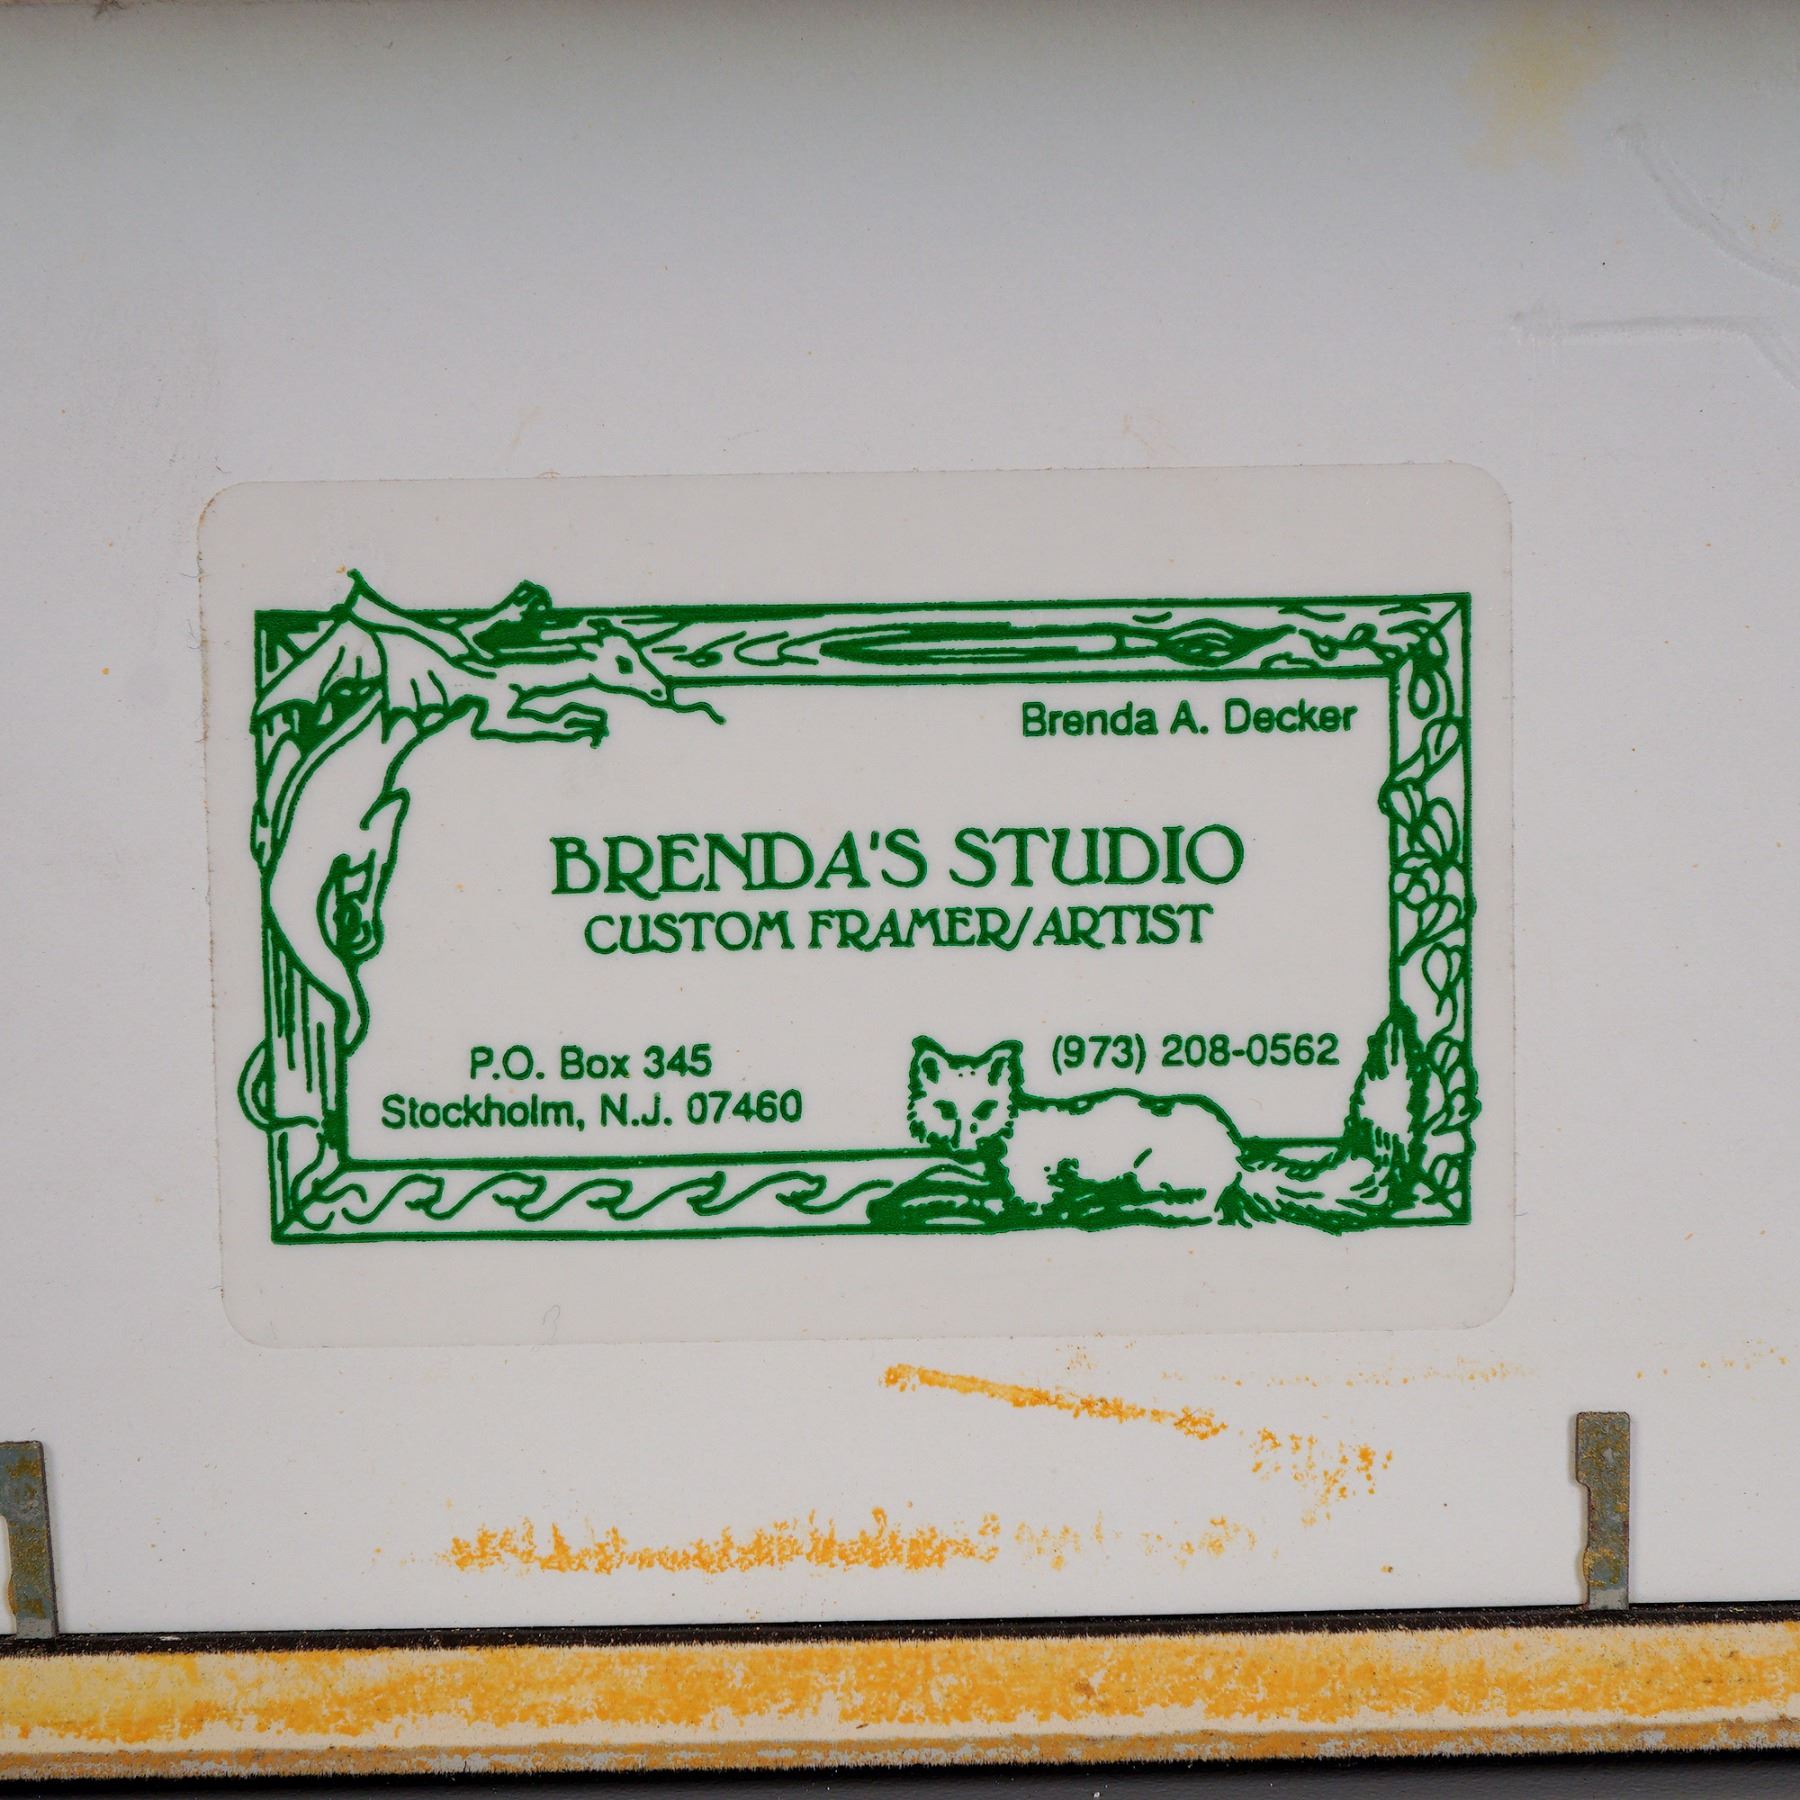 Brenda A. Decker
BRENDA'S STUDIO
CUSTOM FRAMER/ARTIST
P.O. Box 345
Stockholm, N.J. 07460
(973) 208-0562